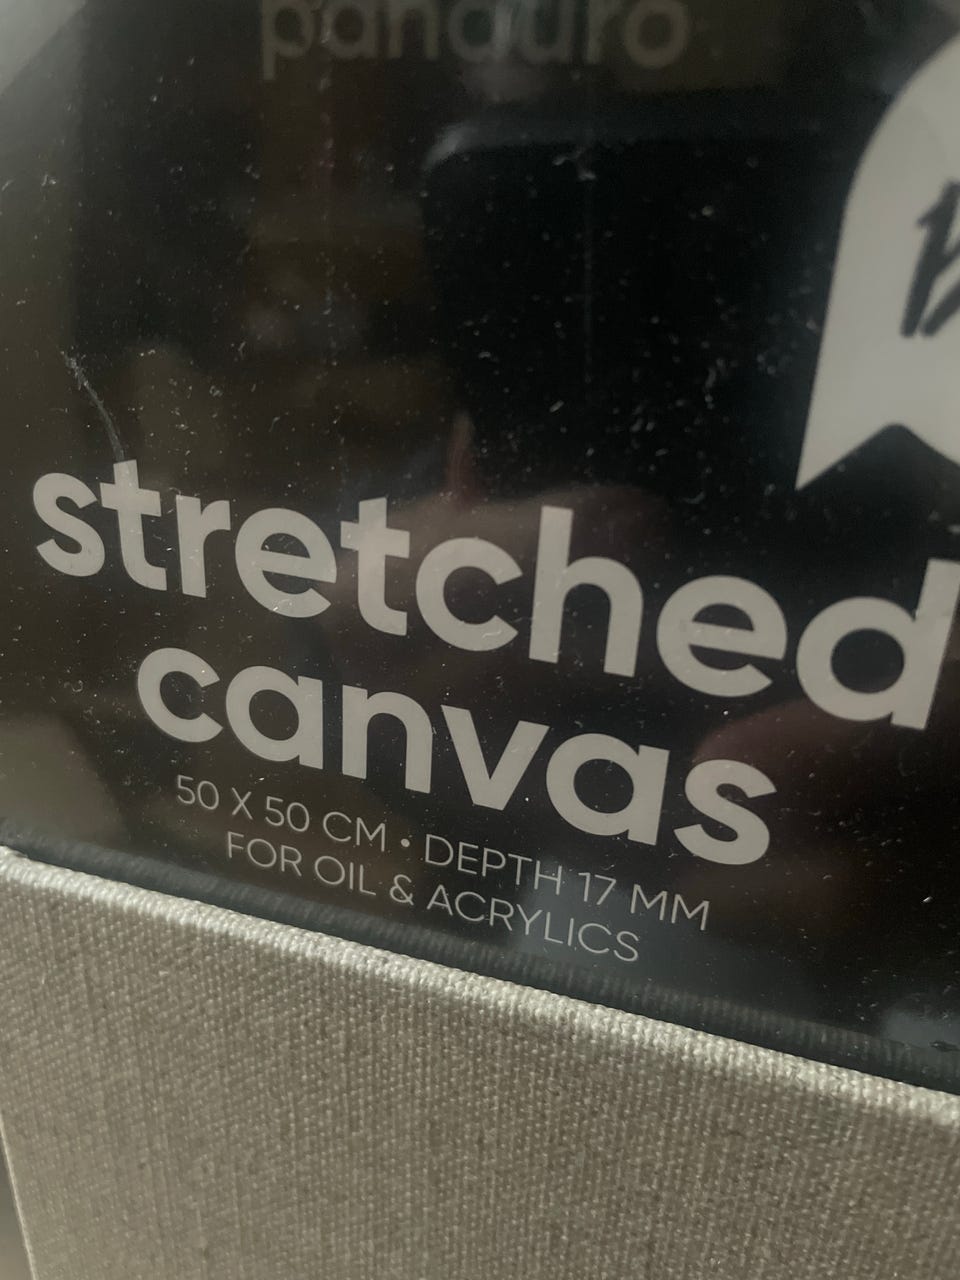 panduro
stretched
canvas
50 X 50 CM • DEPTH 17 MM
FOR OIL & ACRYLICS